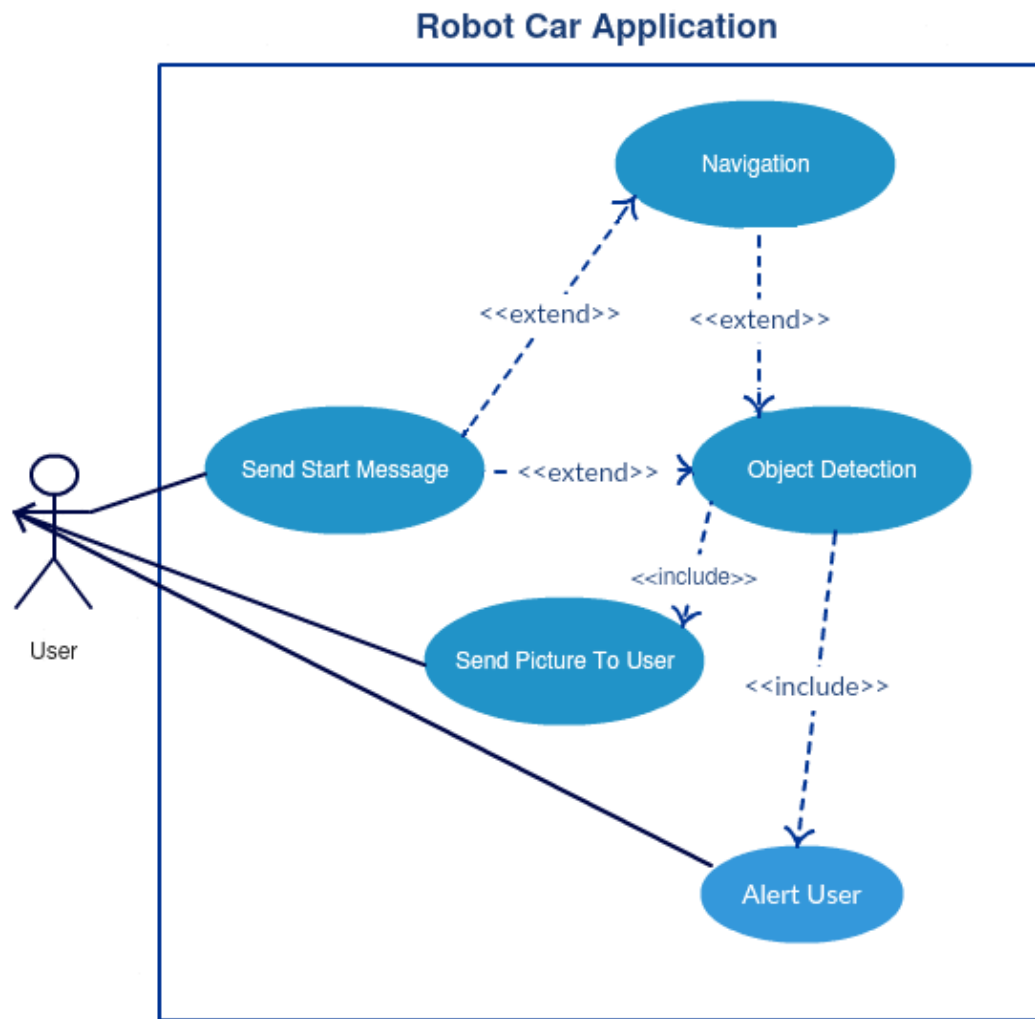 Robot Car Application
Navigation
<<extend>>
<<extend>>
Send Start Message
<<extend>>
Object Detection
<<include>>
User
Send Picture To User
<<include>>
Alert User